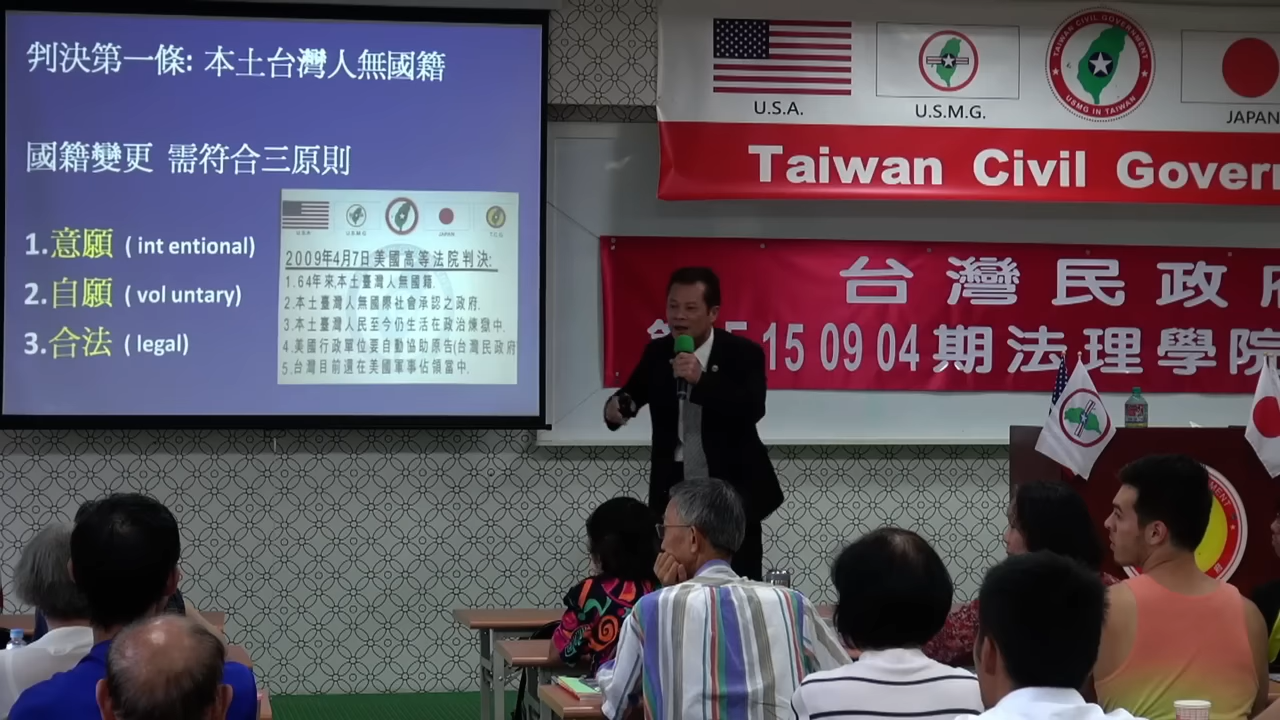 判決第一條: 本土台灣人無國籍
國籍變更 需符合三原則
1.意願 ( int entional)
2.自願 ( vol untary)
3.合法 ( legal)
U.S.M.G
JAPAN
2009年4月7日美國高等法院判決:
1.64年來本土臺灣人無國籍.
2.本土臺灣人無國際社會承認之政府.
3.本土臺灣人民至今仍生活在政治煉獄中.
4.美國行政單位要自動協助原告(台灣民政府
5.台灣目前還在美國軍事佔領當中.
U.S.A.
U.S.M.G.
TAIWAN CIVIL GOVERNMENT
USMG IN TAIWAN
JAPAN
Taiwan Civil Govern
台灣民政府
15 09 04 期法理學院